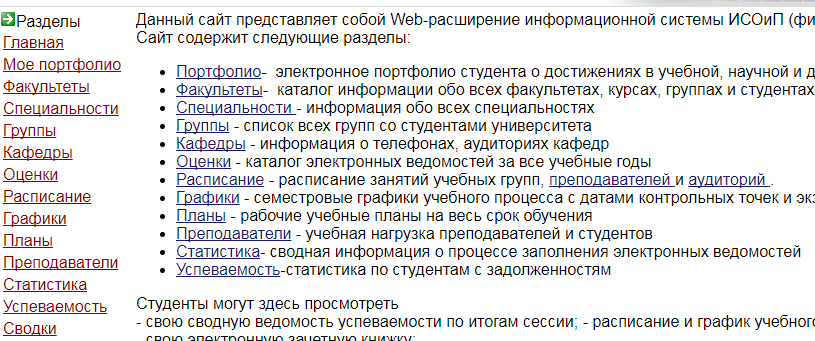 Разделы
Главная
Мое портфолио
Факультеты
Специальности
Группы
Кафедры
Оценки
Расписание
Графики
Планы
Преподаватели
Статистика
Успеваемость
Сводки
Данный сайт представляет собой Web-расширение информационной системы ИСОиП (фи
Сайт содержит следующие разделы:
Портфолио- электронное портфолио студента о достижениях в учебной, научной и д
Факультеты- каталог информации обо всех факультетах, курсах, группах и студентах
Специальности - информация обо всех специальностях
Группы - список всех групп со студентами университета
Кафедры - информация о телефонах, аудиториях кафедр
Оценки - каталог электронных ведомостей за все учебные годы
Расписание - расписание занятий учебных групп, преподавателей и аудиторий .
Графики - семестровые графики учебного процесса с датами контрольных точек и экз
Планы - рабочие учебные планы на весь срок обучения
Преподаватели - учебная нагрузка преподавателей и студентов
Статистика- сводная информация о процессе заполнения электронных ведомостей
Успеваемость-статистика по студентам с задолженностям
Студенты могут здесь просмотреть
- свою сводную ведомость успеваемости по итогам сессии; - расписание и график учебног
свою электронную зачетную книжку;